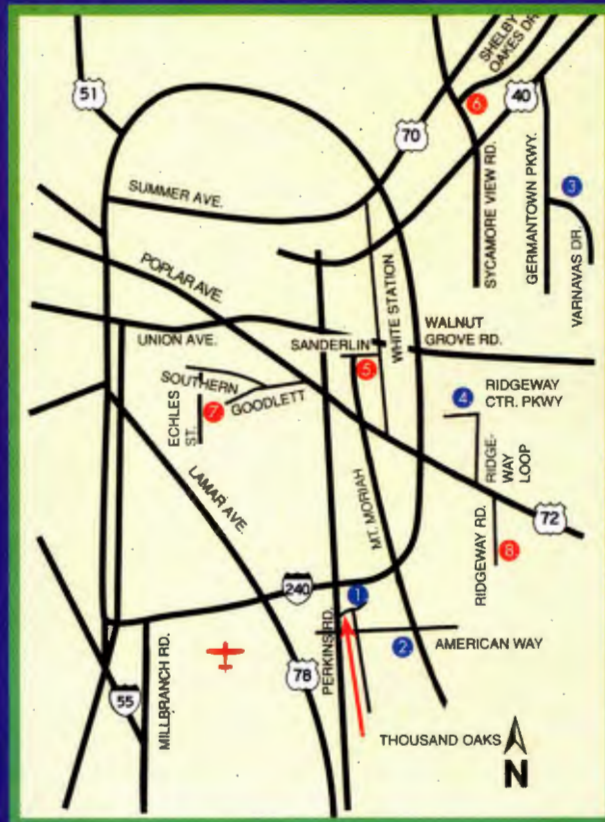 51
SHELBY
OAKES DR.
6
40
70
SUMMER AVE.
SYCAMORE VIEW RD.
GERMANTOWN PKWY.
3
VARNAVAS DR.
POPLAR AVE.
WHITE STATION
WALNUT
GROVE RD.
UNION AVE.
SANDERLIN
5
SOUTHERN
GOODLETT
ECHLES
ST.
7
4
RIDGEWAY
CTR. PKWY
RIDGE-
WAY
LOOP
LAMAR AVE.
MT. MORIAH
72
RIDGEWAY RD.
8
240
1
PERKINS RD.
2
AMERICAN WAY
MILLBRANCH RD.
78
55
THOUSAND OAKS
N